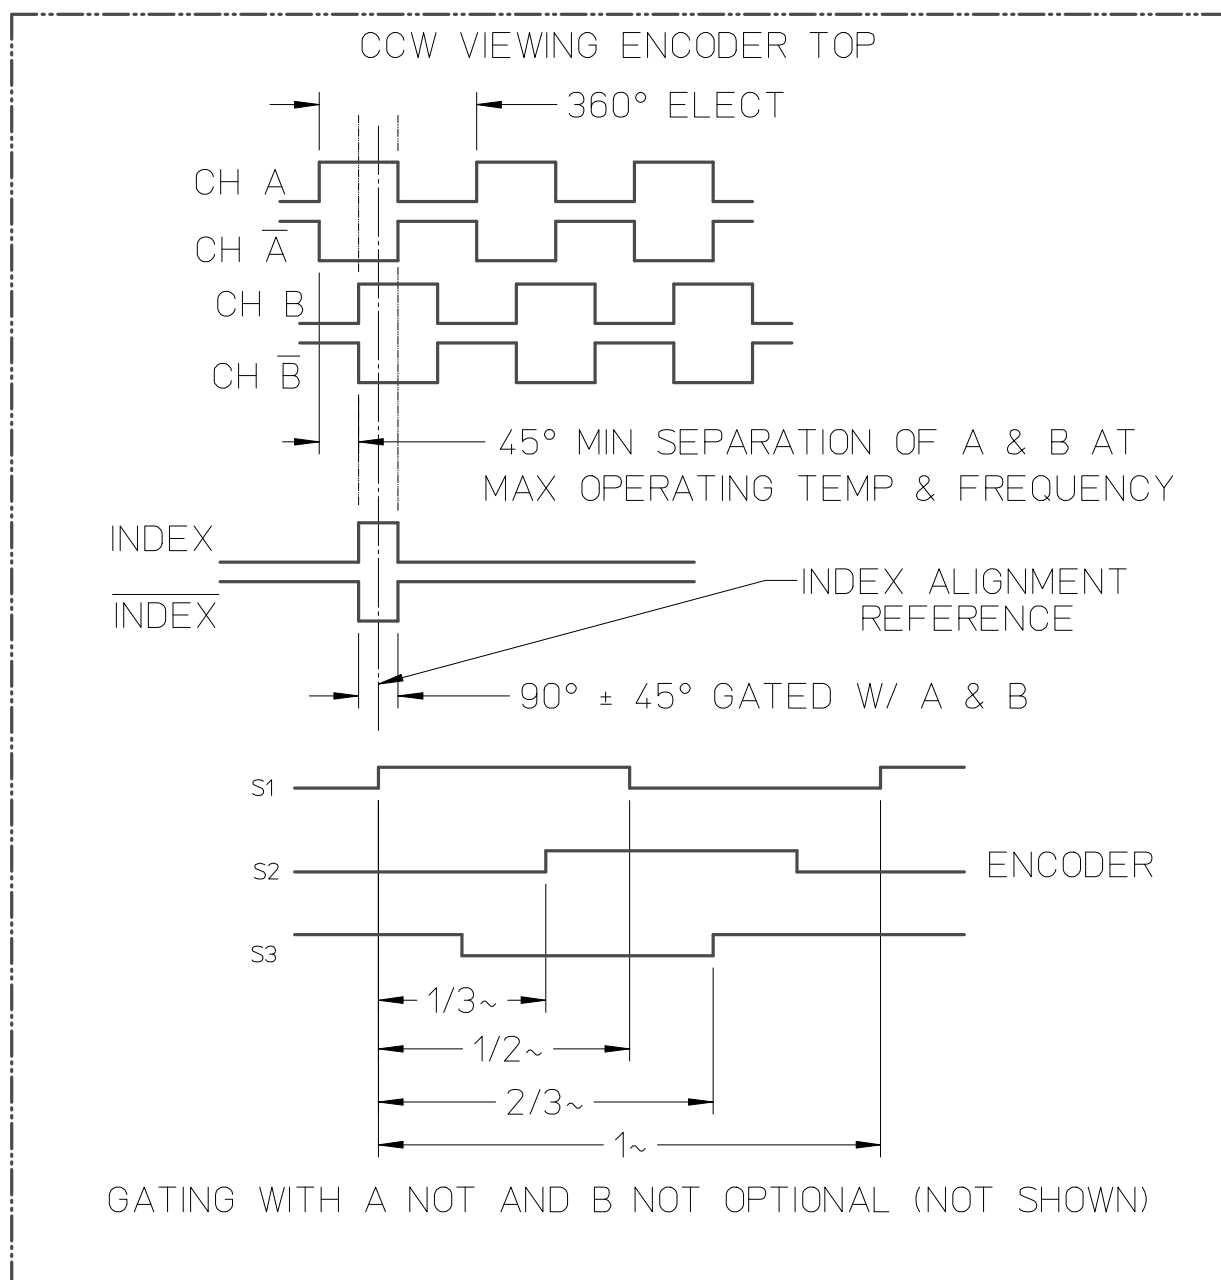 CCW VIEWING ENCODER TOP
360° ELECT
CH A
CH A̅
CH B
CH B̅
45° MIN SEPARATION OF A & B AT
MAX OPERATING TEMP & FREQUENCY
INDEX
I̅N̅D̅E̅X̅
INDEX ALIGNMENT
REFERENCE
90° ± 45° GATED W/ A & B
S1
S2
ENCODER
S3
1/3~
1/2~
2/3~
1~
GATING WITH A NOT AND B NOT OPTIONAL (NOT SHOWN)